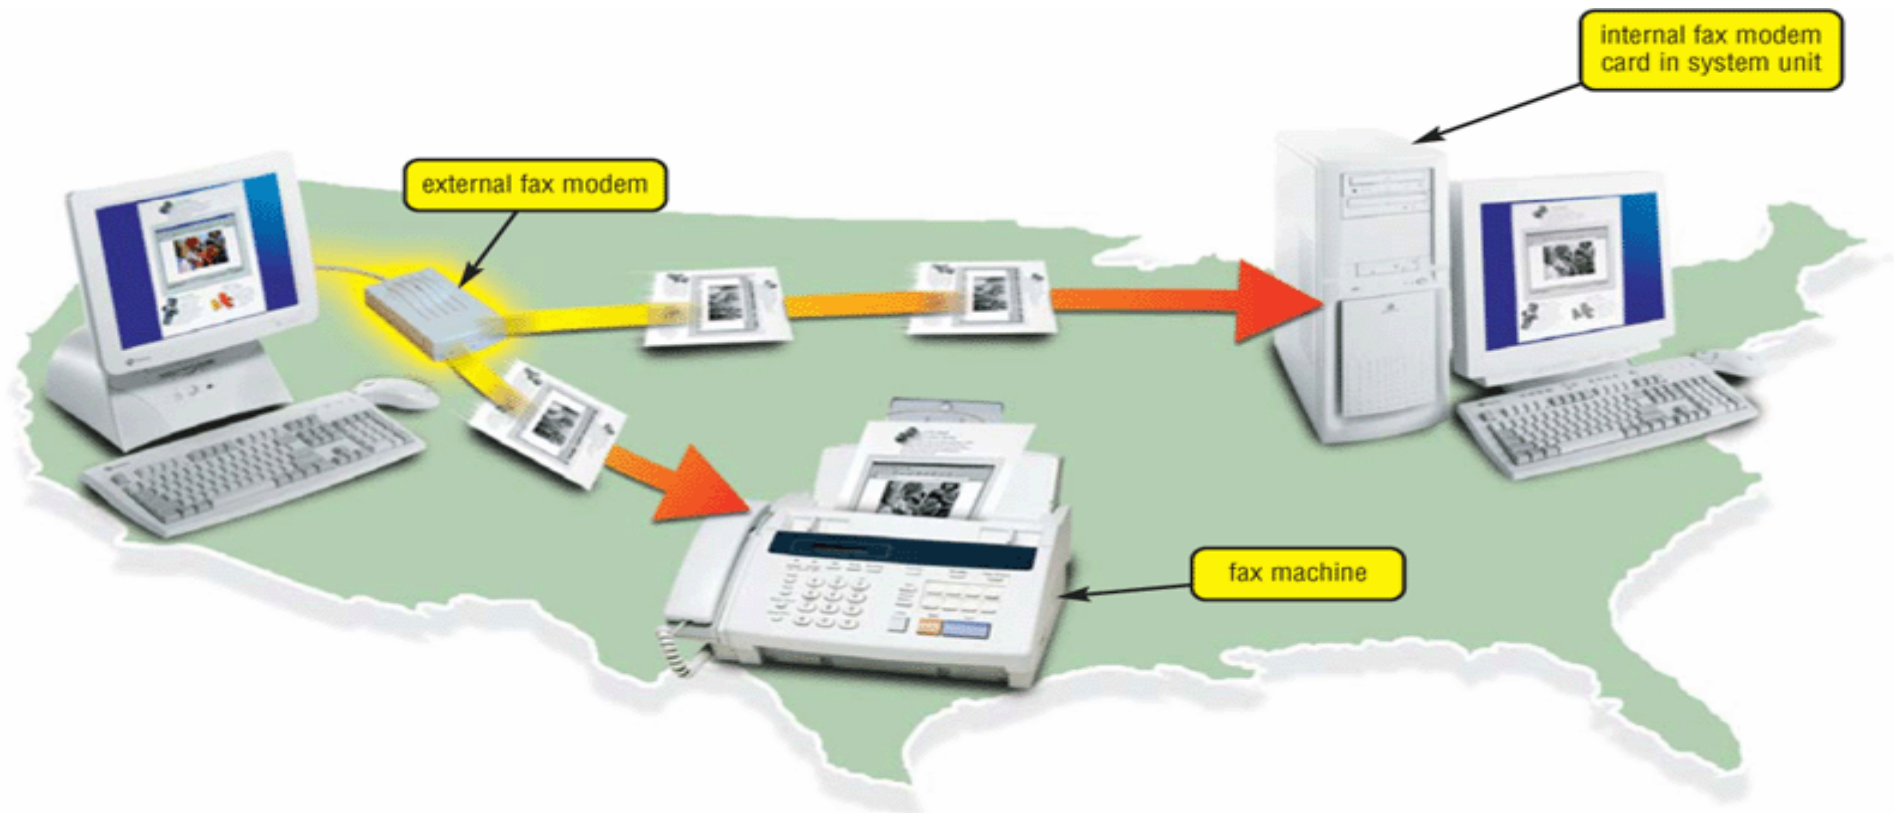 internal fax modem
card in system unit
external fax modem
fax machine